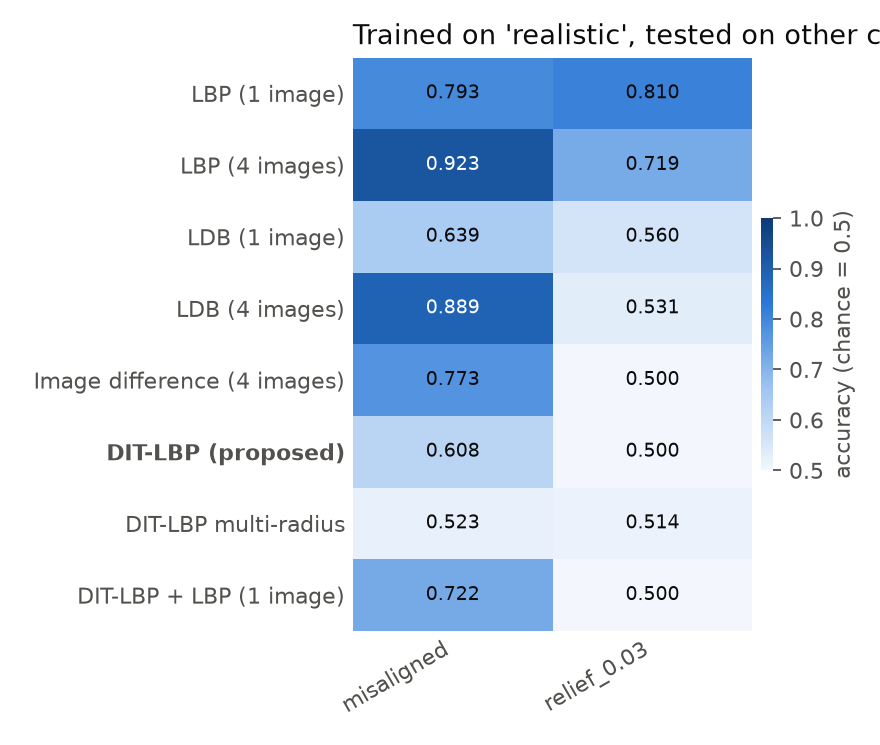 Trained on 'realistic', tested on other c
LBP (1 image) 0.793 0.810
LBP (4 images) 0.923 0.719
LDB (1 image) 0.639 0.560
LDB (4 images) 0.889 0.531
Image difference (4 images) 0.773 0.500
DIT-LBP (proposed) 0.608 0.500
DIT-LBP multi-radius 0.523 0.514
DIT-LBP + LBP (1 image) 0.722 0.500
misaligned relief_0.03
1.0
0.9
0.8
0.7
0.6
0.5
accuracy (chance = 0.5)